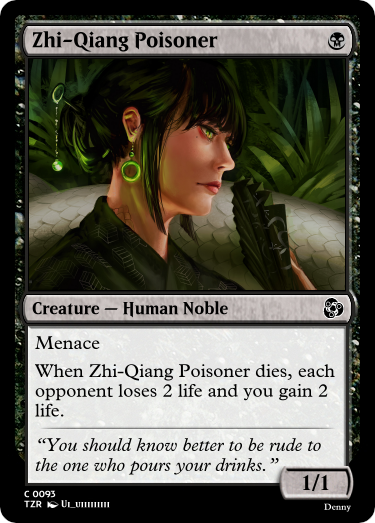 Zhi-Qiang Poisoner
Creature — Human Noble
Menace
When Zhi-Qiang Poisoner dies, each
opponent loses 2 life and you gain 2
life.
“You should know better to be rude to
the one who pours your drinks.”
1/1
C 0093
TZR
Denny